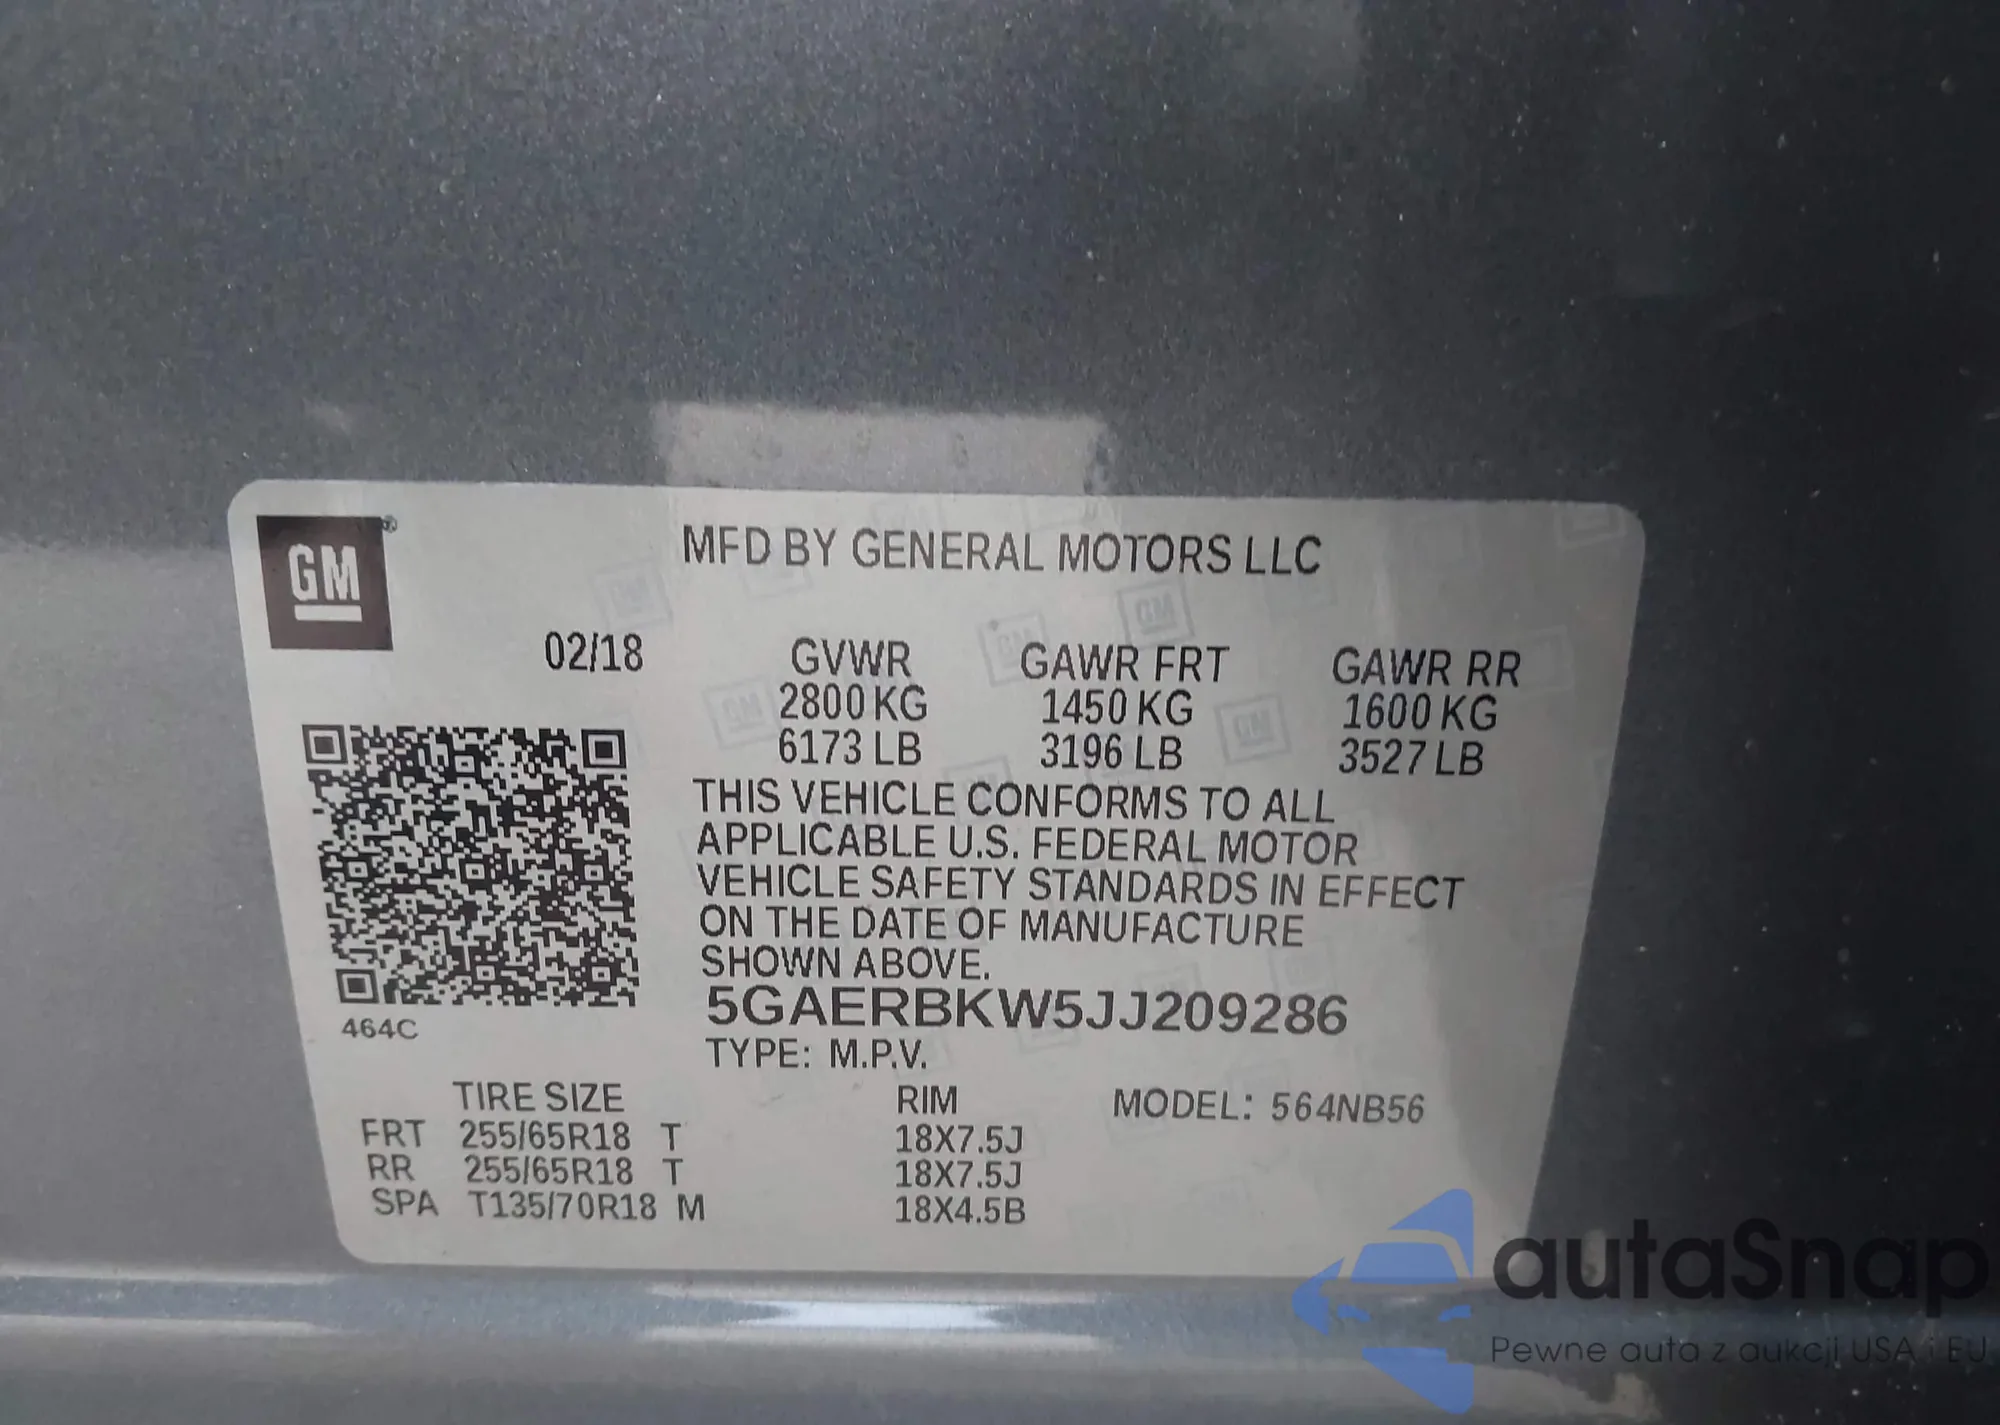 GM
MFD BY GENERAL MOTORS LLC
02/18 GVWR GAWR FRT GAWR RR
2800 KG 1450 KG 1600 KG
6173 LB 3196 LB 3527 LB
THIS VEHICLE CONFORMS TO ALL
APPLICABLE U.S. FEDERAL MOTOR
VEHICLE SAFETY STANDARDS IN EFFECT
ON THE DATE OF MANUFACTURE
SHOWN ABOVE.
5GAERBKW5JJ209286
464C
TYPE: M.P.V.
TIRE SIZE RIM MODEL: 564NB56
FRT 255/65R18 T 18X7.5J
RR 255/65R18 T 18X7.5J
SPA T135/70R18 M 18X4.5B
autaSnap
Pewne auta z aukcji USA i EU